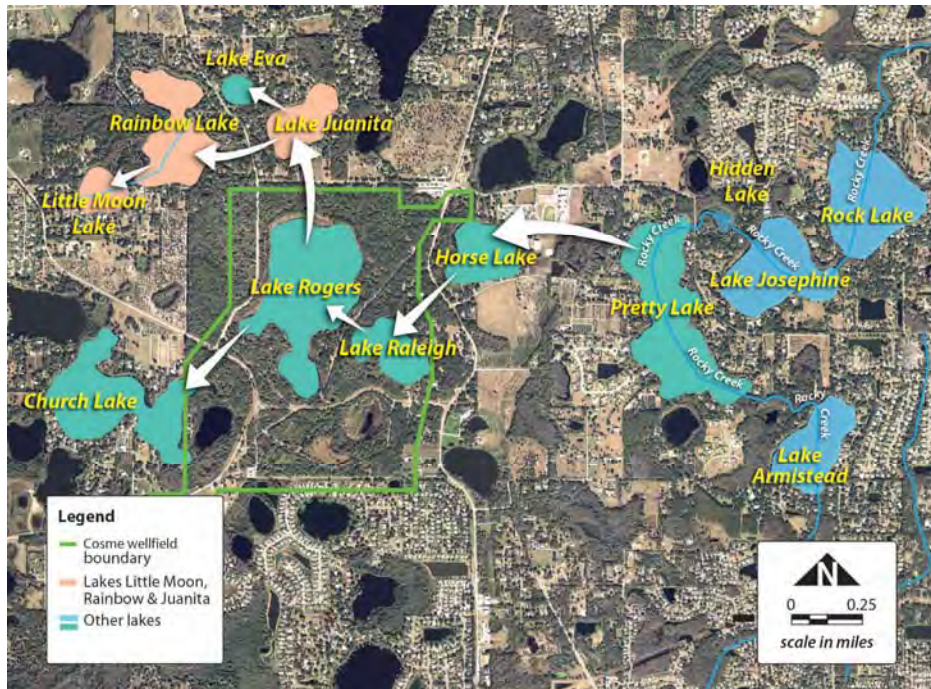 Lake Eva
Rainbow Lake
Lake Juanita
Little Moon
Lake
Hidden
Lake
Rocky Creek
Rock Lake
Rocky Creek
Horse Lake
Rocky Creek
Lake Josephine
Lake Rogers
Pretty Lake
Lake Raleigh
Rocky Creek
Church Lake
Rocky
Creek
Lake
Armistead
Legend
Cosme wellfield
boundary
Lakes Little Moon,
Rainbow & Juanita
Other lakes
N
0 0.25
scale in miles